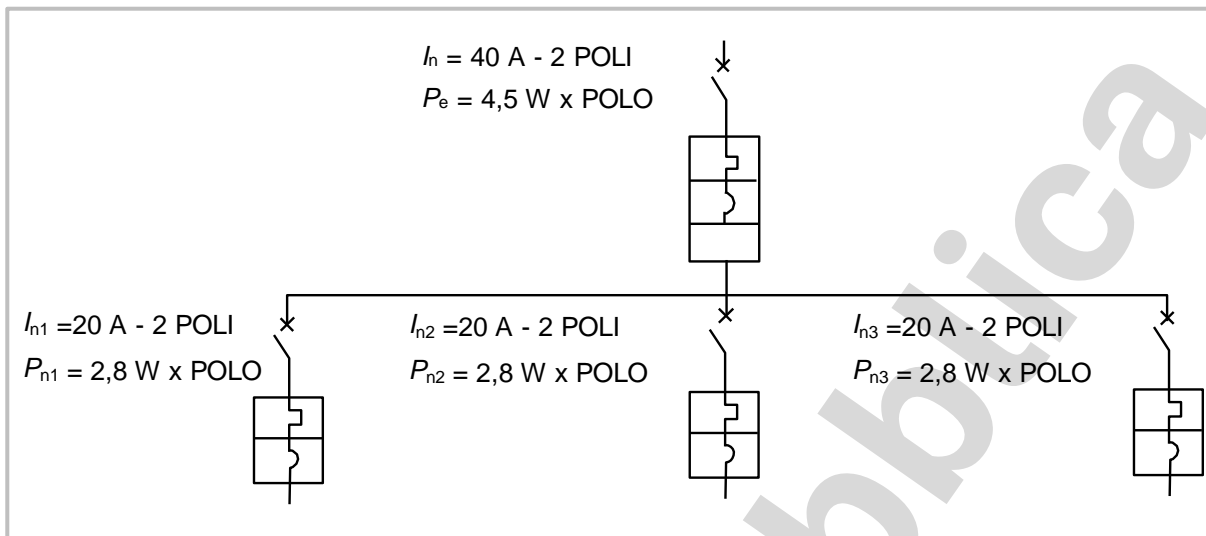 In = 40 A - 2 POLI
Pe = 4,5 W x POLO
In1 =20 A - 2 POLI
Pn1 = 2,8 W x POLO
In2 =20 A - 2 POLI
Pn2 = 2,8 W x POLO
In3 =20 A - 2 POLI
Pn3 = 2,8 W x POLO
bblica